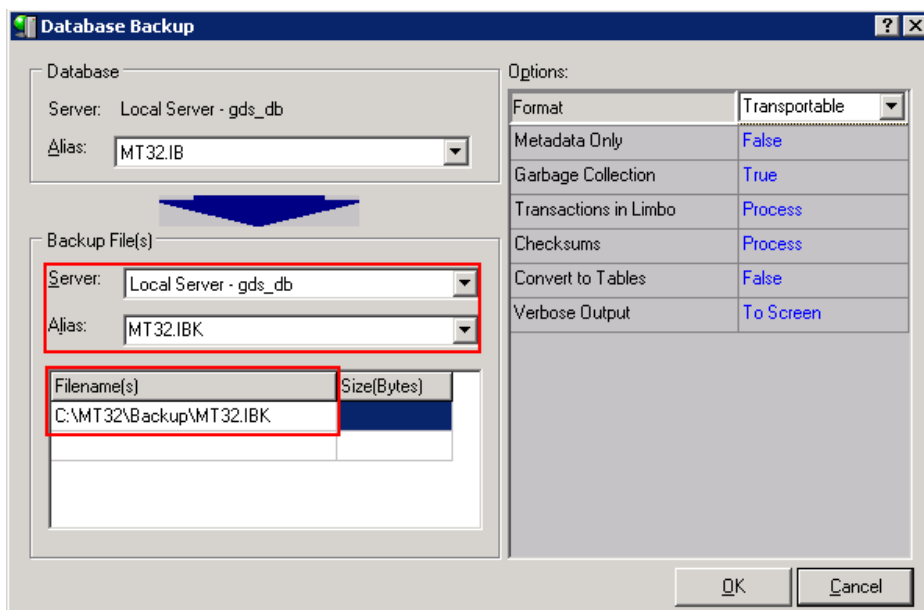 Database Backup
Database
Server: Local Server - gds_db
Alias: MT32.IB
Backup File(s)
Server: Local Server - gds_db
Alias: MT32.IBK
Filename(s) Size(Bytes)
C:\MT32\Backup\MT32.IBK
Options:
Format Transportable
Metadata Only False
Garbage Collection True
Transactions in Limbo Process
Checksums Process
Convert to Tables False
Verbose Output To Screen
OK Cancel